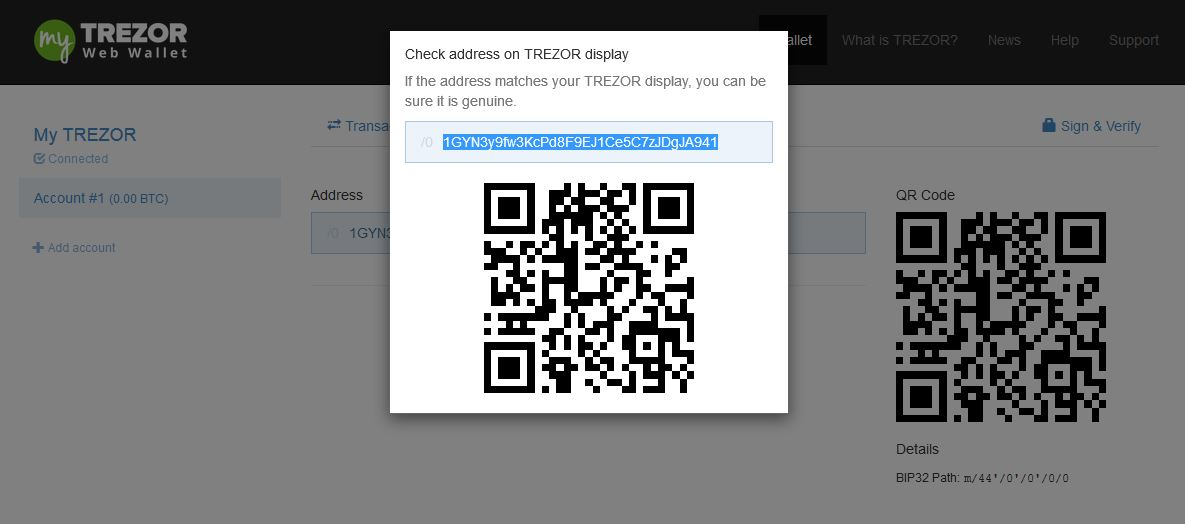 my TREZOR
Web Wallet
allet
What is TREZOR?
News
Help
Support
My TREZOR
Connected
Account #1 (0.00 BTC)
Add account
Transa
Sign & Verify
Address
/0 1GYN3
Check address on TREZOR display
If the address matches your TREZOR display, you can be
sure it is genuine.
/0 1GYN3y9fw3KcPd8F9EJ1Ce5C7zJDgJA941
QR Code
Details
BIP32 Path: m/44'/0'/0'/0/0